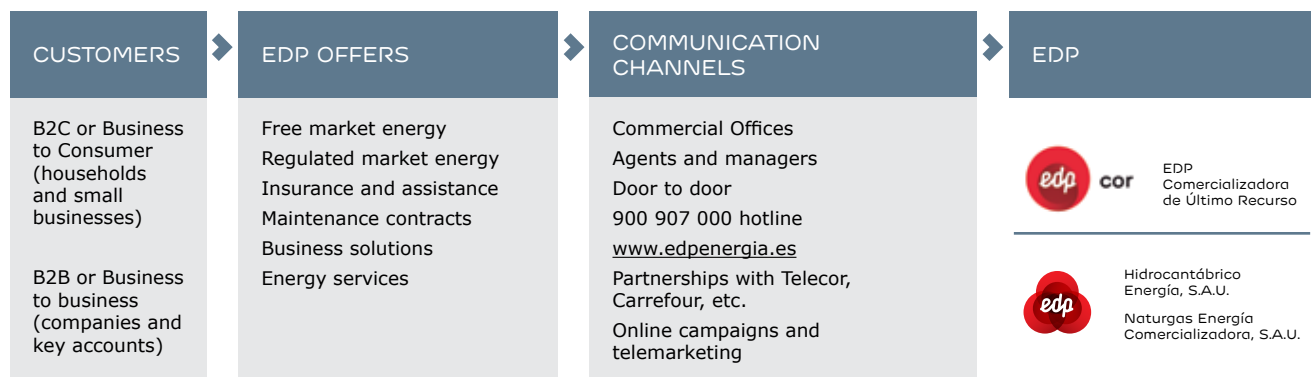 CUSTOMERS
B2C or Business
to Consumer
(households
and small
businesses)
B2B or Business
to business
(companies and
key accounts)
EDP OFFERS
Free market energy
Regulated market energy
Insurance and assistance
Maintenance contracts
Business solutions
Energy services
COMMUNICATION
CHANNELS
Commercial Offices
Agents and managers
Door to door
900 907 000 hotline
www.edpenergia.es
Partnerships with Telecor,
Carrefour, etc.
Online campaigns and
telemarketing
EDP
edp cor
EDP
Comercializadora
de Último Recurso
edp
Hidrocantábrico
Energía, S.A.U.
Naturgas Energía
Comercializadora, S.A.U.